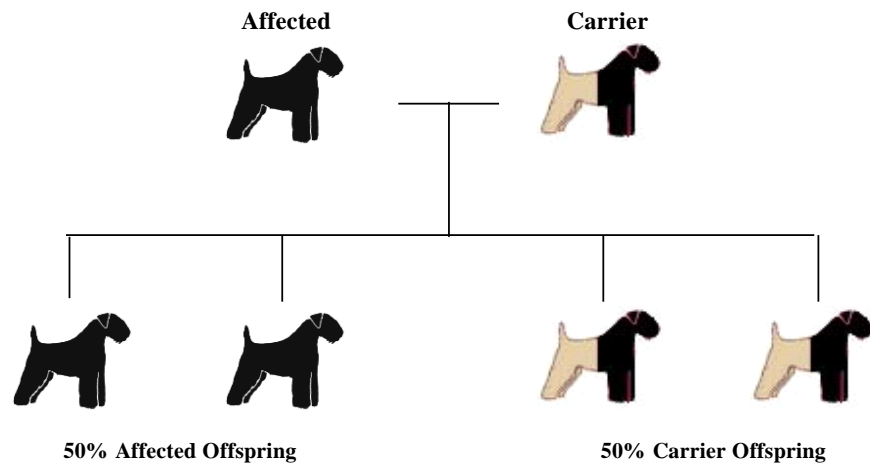 Affected
Carrier
50% Affected Offspring
50% Carrier Offspring